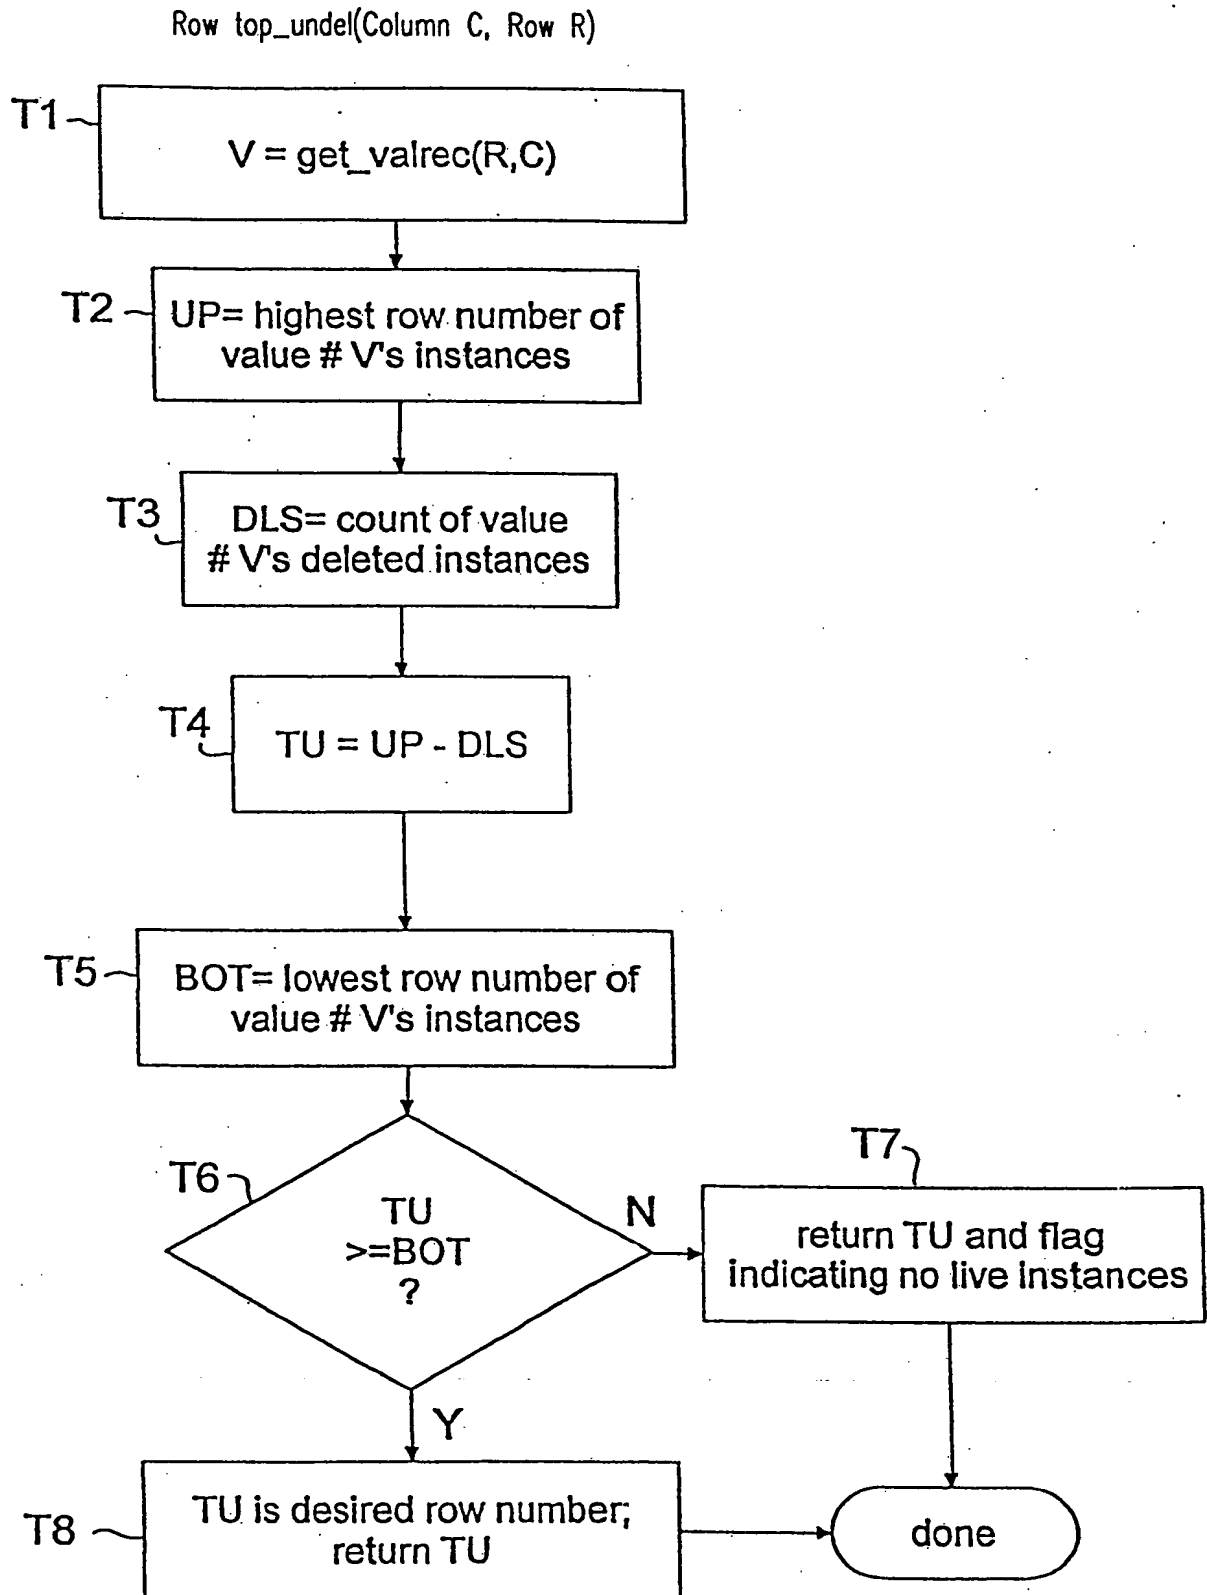 Row top_undel(Column C, Row R)
T1
V = get_valrec(R,C)
T2
UP= highest row number of
value # V's instances
T3
DLS= count of value
# V's deleted instances
T4
TU = UP - DLS
T5
BOT= lowest row number of
value # V's instances
T6
TU
>=BOT
?
N
T7
return TU and flag
indicating no live instances
Y
T8
TU is desired row number;
return TU
done